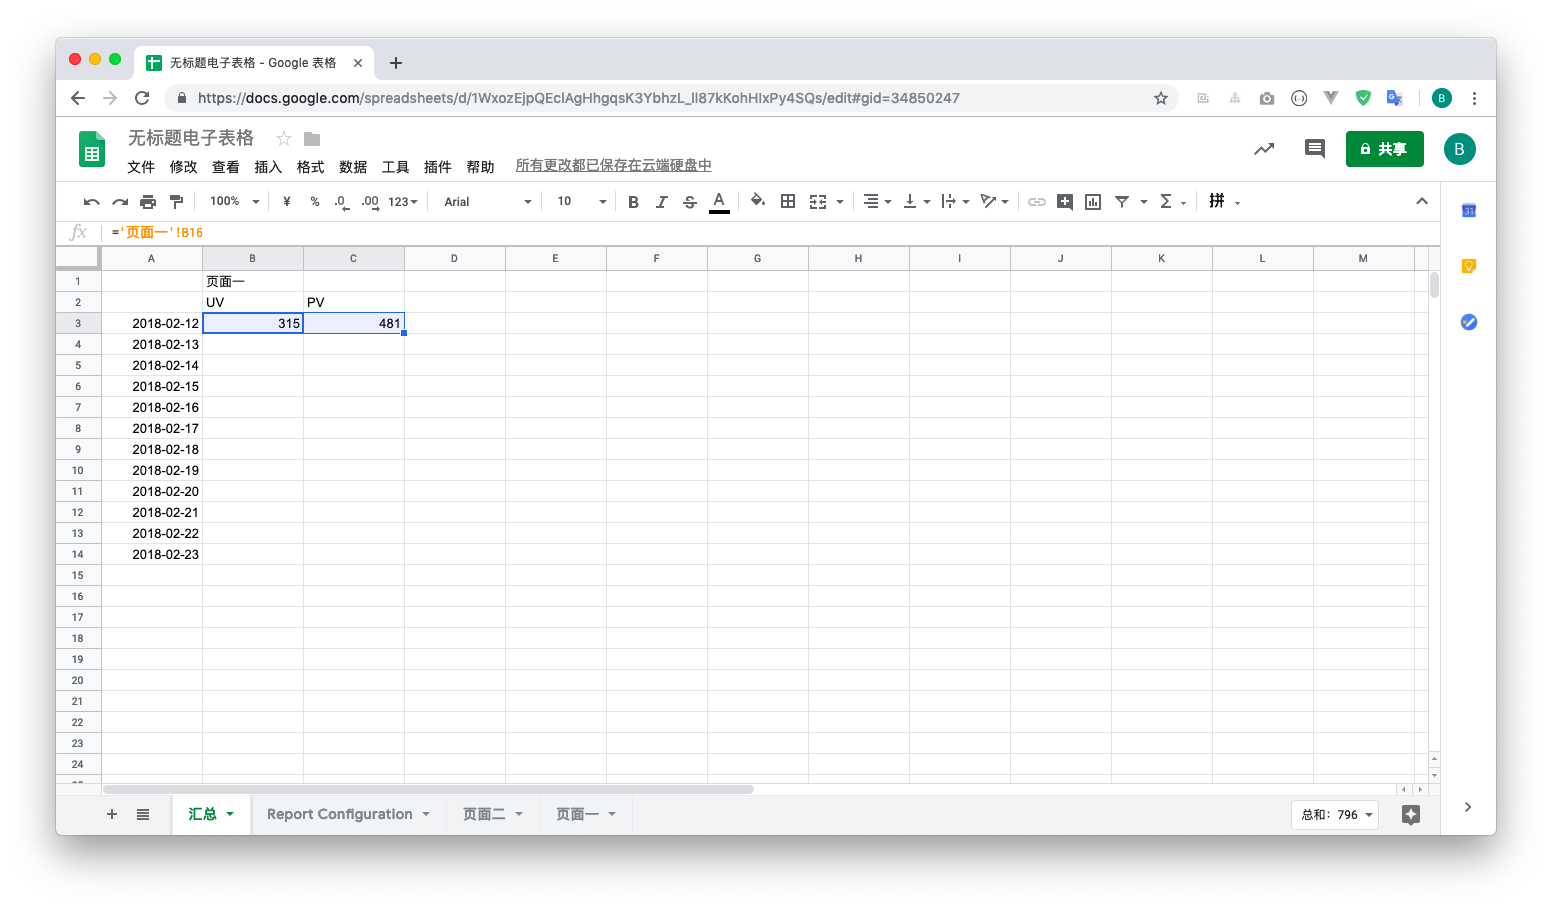 无标题电子表格 - Google 表格
https://docs.google.com/spreadsheets/d/1WxozEjpQEclAgHhgqsK3YbhzL_Il87kKohHIxPy4SQs/edit#gid=34850247
B
无标题电子表格
文件 修改 查看 插入 格式 数据 工具 插件 帮助 所有更改都已保存在云端硬盘中
共享
B
100% ¥ % .0 .00 123 Arial 10 B I S A Σ 拼
31
fx ='页面一'!B16
A B C D E F G H I J K L M
1 页面一
2 UV PV
3 2018-02-12 315 481
4 2018-02-13
5 2018-02-14
6 2018-02-15
7 2018-02-16
8 2018-02-17
9 2018-02-18
10 2018-02-19
11 2018-02-20
12 2018-02-21
13 2018-02-22
14 2018-02-23
15
16
17
18
19
20
21
22
23
24
汇总 Report Configuration 页面二 页面一 总和：796